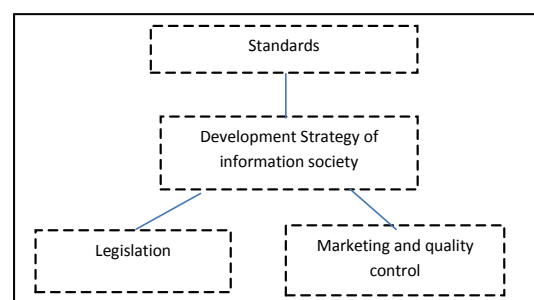 Standards
Development Strategy of
information society
Legislation
Marketing and quality
control